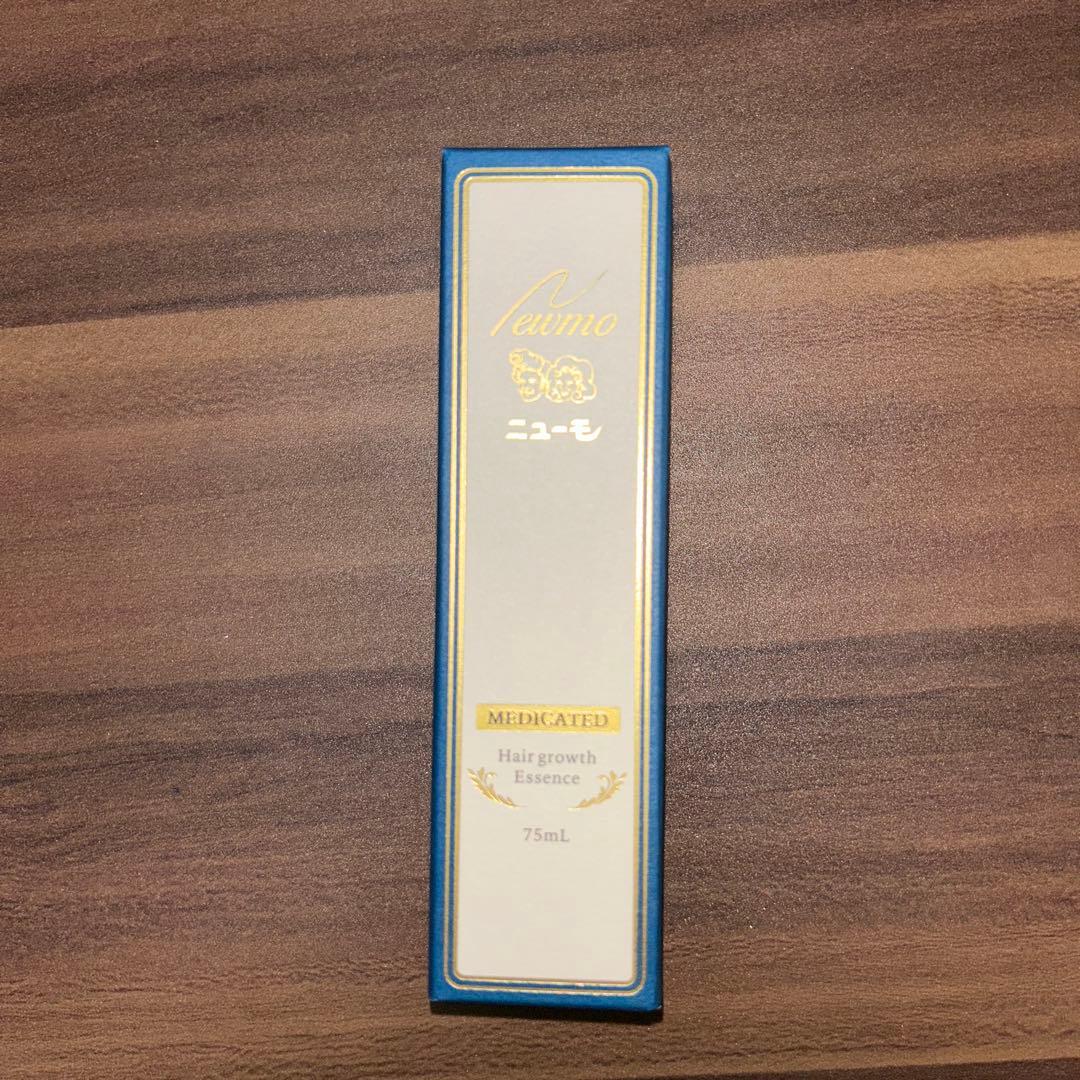 Newmo
ニューモ
MEDICATED
Hair growth
Essence
75mL